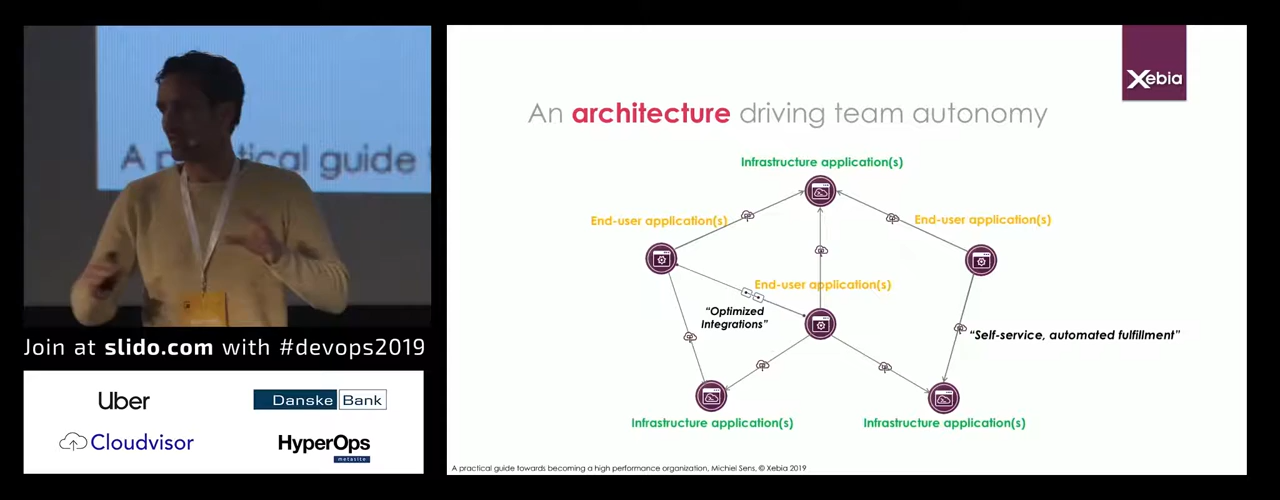 A practical guide
Join at slido.com with #devops2019
Uber
Danske Bank
Cloudvisor
HyperOps
metasite
Xebia
An architecture driving team autonomy
Infrastructure application(s)
End-user application(s)
End-user application(s)
End-user application(s)
“Optimized
Integrations”
“Self-service, automated fulfillment”
Infrastructure application(s)
Infrastructure application(s)
A practical guide towards becoming a high performance organization, Michiel Sens, © Xebia 2019